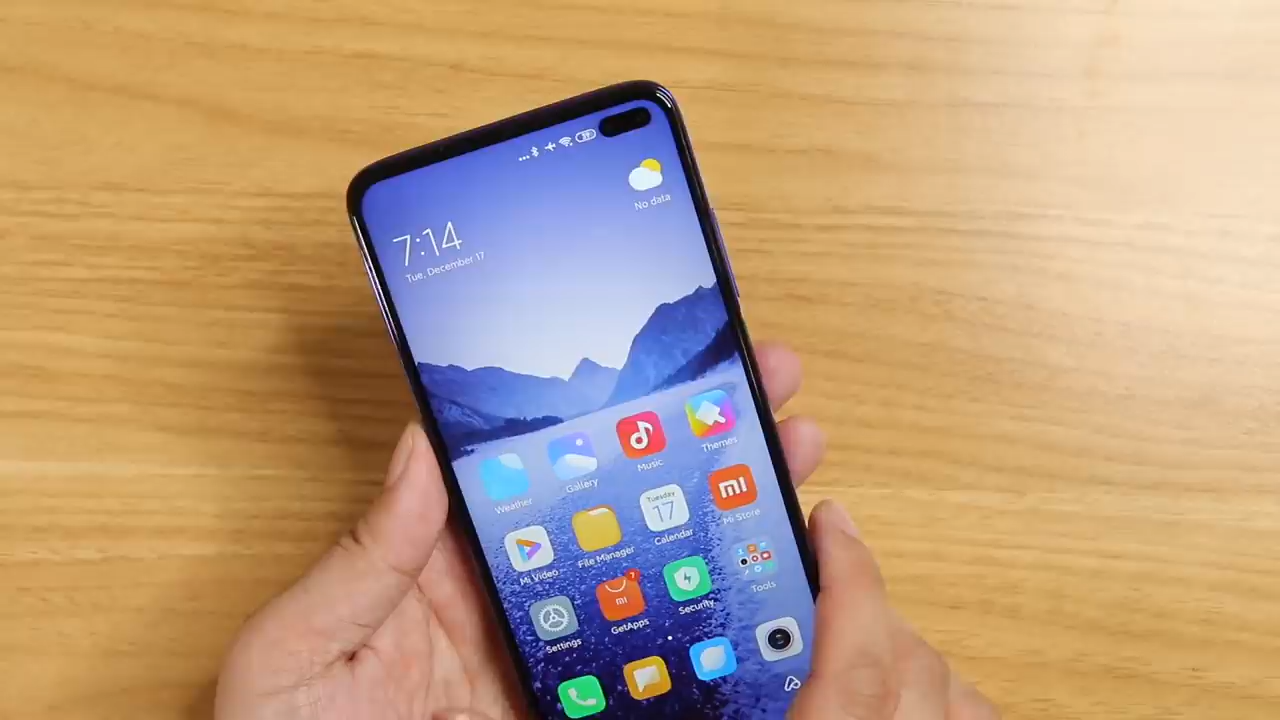 No data
7:14
Tue, December 17
Weather
Gallery
Music
Themes
Mi Video
File Manager
Tuesday
17
Calendar
mi
Mi Store
Settings
7
mi
GetApps
Security
Tools